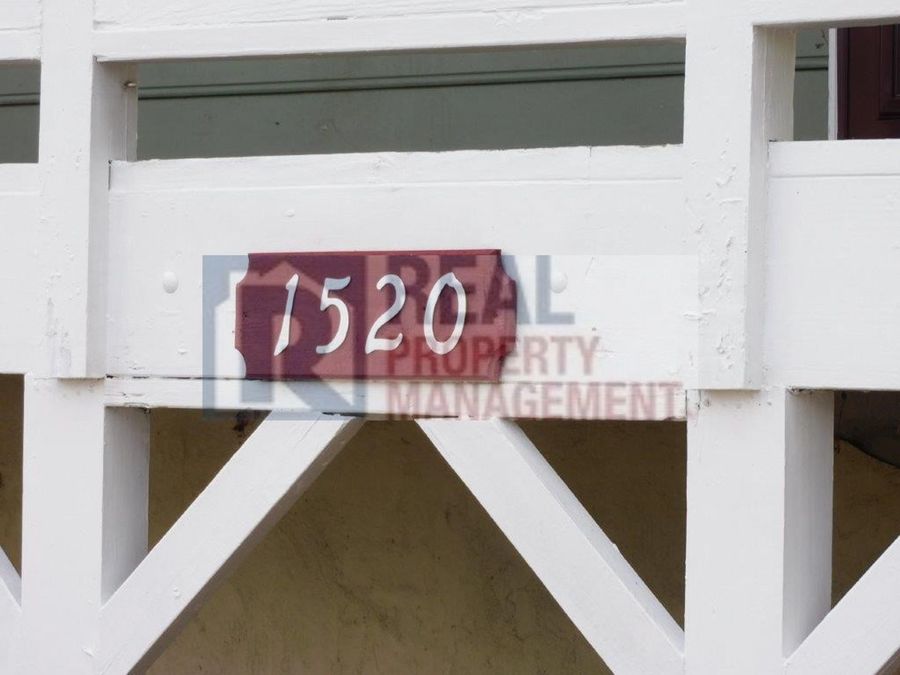 1520
REAL
PROPERTY
MANAGEMENT